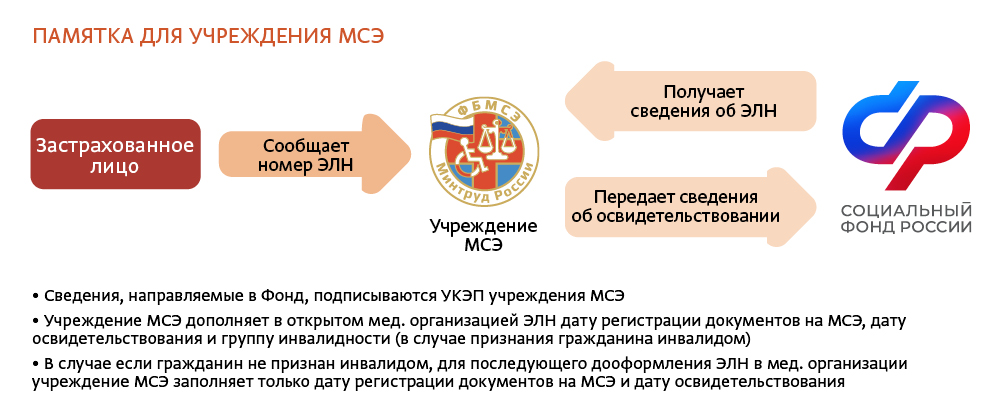 ПАМЯТКА ДЛЯ УЧРЕЖДЕНИЯ МСЭ
Застрахованное
лицо
Сообщает
номер ЭЛН
ФБМСЭ
Минтруд России
Учреждение
МСЭ
Получает
сведения об ЭЛН
Передает сведения
об освидетельствовании
СОЦИАЛЬНЫЙ
ФОНД РОССИИ
• Сведения, направляемые в Фонд, подписываются УКЭП учреждения МСЭ
• Учреждение МСЭ дополняет в открытом мед. организацией ЭЛН дату регистрации документов на МСЭ, дату
освидетельствования и группу инвалидности (в случае признания гражданина инвалидом)
• В случае если гражданин не признан инвалидом, для последующего дооформления ЭЛН в мед. организации
учреждение МСЭ заполняет только дату регистрации документов на МСЭ и дату освидетельствования